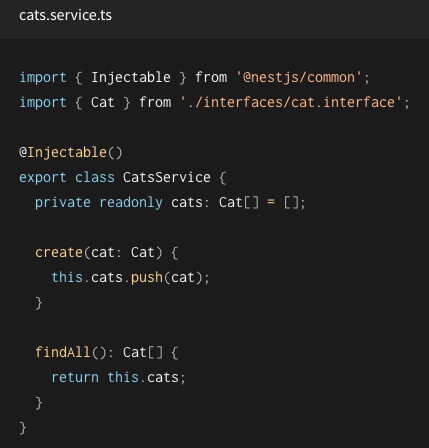 cats.service.ts
import { Injectable } from '@nestjs/common';
import { Cat } from './interfaces/cat.interface';
@Injectable()
export class CatsService {
  private readonly cats: Cat[] = [];
  create(cat: Cat) {
    this.cats.push(cat);
  }
  findAll(): Cat[] {
    return this.cats;
  }
}